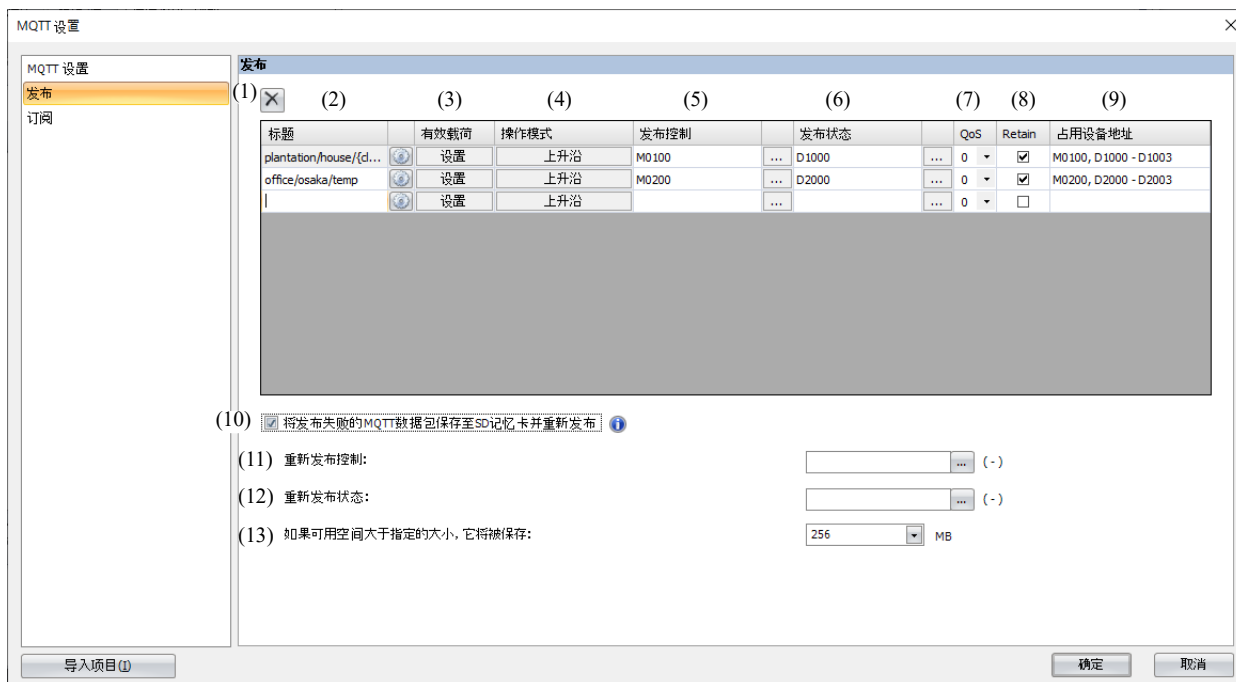 MQTT 设置
MQTT 设置
发布
订阅
发布
(1) (2) (3) (4) (5) (6) (7) (8) (9)
标题 有效载荷 操作模式 发布控制 发布状态 QoS Retain 占用设备地址
plantation/house/{d... 设置 上升沿 M0100 ... D1000 ... 0 M0100, D1000 - D1003
office/osaka/temp 设置 上升沿 M0200 ... D2000 ... 0 M0200, D2000 - D2003
设置 上升沿 ... ... 0
(10) 将发布失败的MQTT数据包保存至SD记忆卡并重新发布
(11) 重新发布控制: ... (-)
(12) 重新发布状态: ... (-)
(13) 如果可用空间大于指定的大小, 它将被保存: 256 MB
导入项目(I) 确定 取消